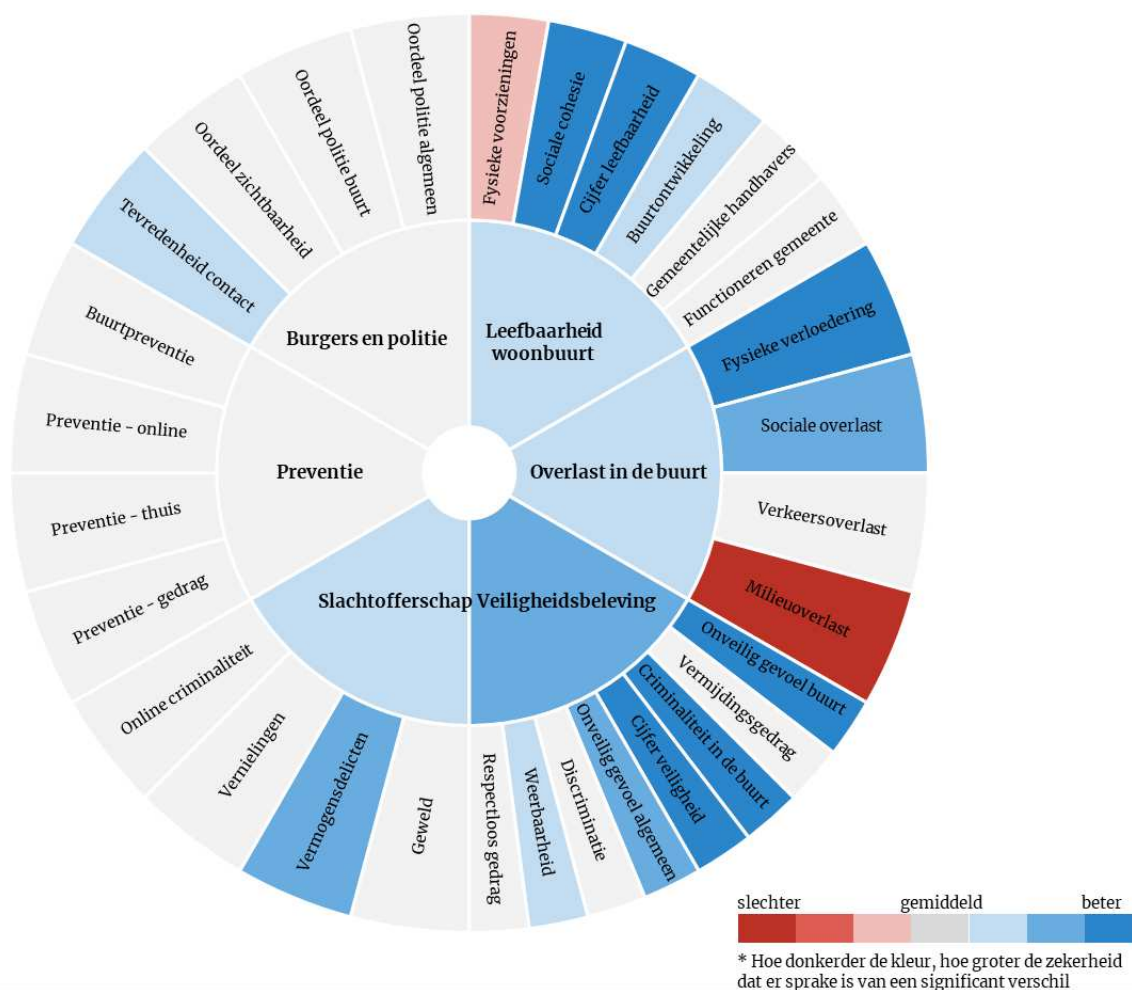 Fysieke voorzieningen
Sociale cohesie
Cijfer leefbaarheid
Buurtontwikkeling
Gemeentelijke handhavers
Functioneren gemeente
Fysieke verloedering
Sociale overlast
Verkeersoverlast
Milieuoverlast
Onveilig gevoel buurt
Vermijdingsgedrag
Criminaliteit in de buurt
Cijfer veiligheid
Onveilig gevoel algemeen
Discriminatie
Weerbaarheid
Respectloos gedrag
Geweld
Vermogensdelicten
Vernielingen
Online criminaliteit
Preventie - gedrag
Preventie - thuis
Preventie - online
Buurtpreventie
Tevredenheid contact
Oordeel zichtbaarheid
Oordeel politie buurt
Oordeel politie algemeen
Burgers en politie
Leefbaarheid
woonbuurt
Preventie
Overlast in de buurt
Slachtofferschap
Veiligheidsbeleving
slechter
gemiddeld
beter
* Hoe donkerder de kleur, hoe groter de zekerheid
dat er sprake is van een significant verschil